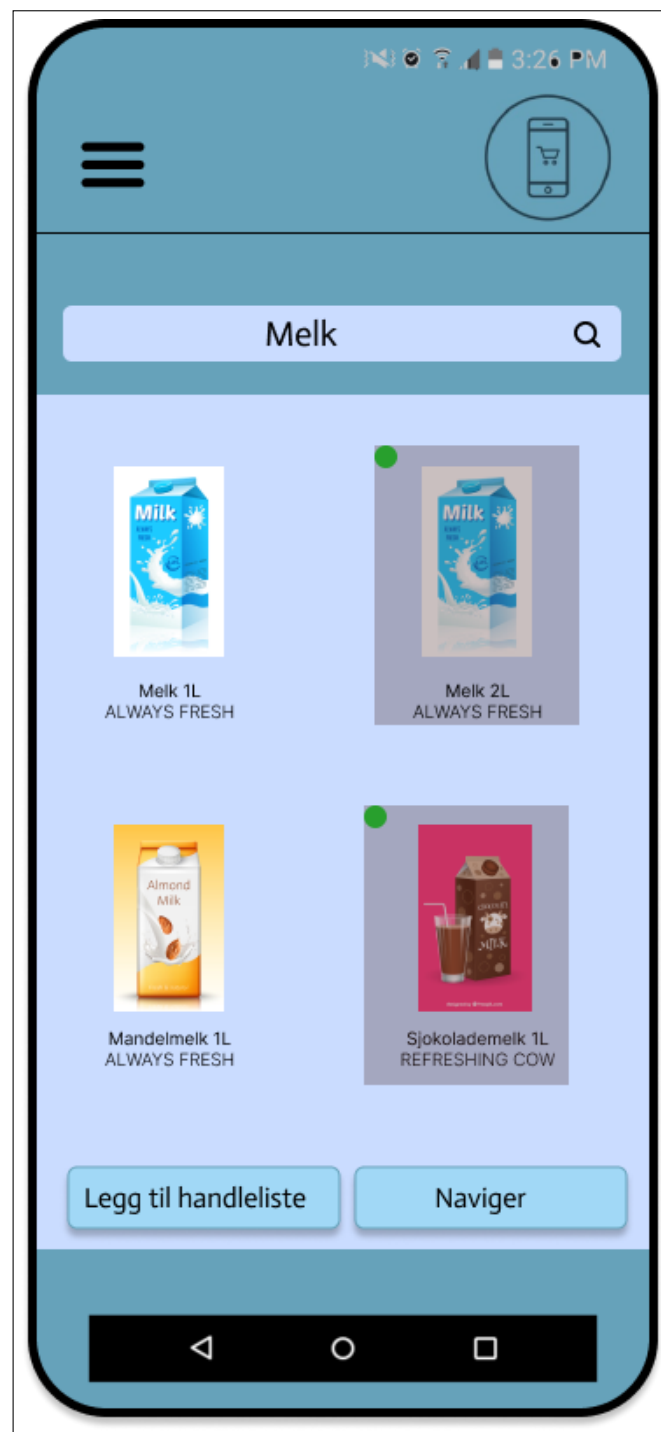 3:26 PM
Melk
Milk
Milk
Melk 1L
ALWAYS FRESH
Melk 2L
ALWAYS FRESH
Almond
Milk
MILK
Mandelmelk 1L
ALWAYS FRESH
Sjokolademelk 1L
REFRESHING COW
Legg til handleliste
Naviger